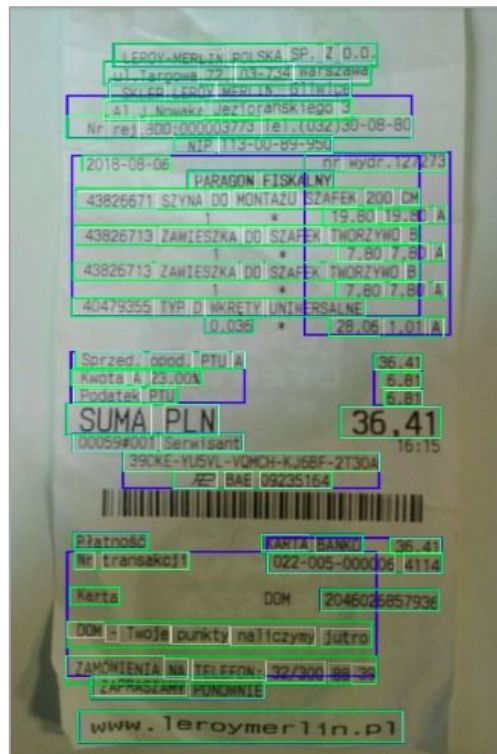 LEROY-MERLIN POLSKA SP. Z O.O.
ul.Targowa 72, 03-734 Warszawa
SKLEP LEROY MERLIN, Gliwice
Al.J.Nowaka Jeziorańskiego 3
Nr rej.BDO:000003773 Tel.(032)30-08-80
NIP 113-00-89-950
2018-08-06 nr wydr.127273
PARAGON FISKALNY
43826671 SZYNA DO MONTAŻU SZAFEK 200 CM
1 * 19.80 19.80 A
43826713 ZAWIESZKA DO SZAFEK TWORZYWO B
1 * 7.80 7.80 A
43826713 ZAWIESZKA DO SZAFEK TWORZYWO B
1 * 7.80 7.80 A
40479355 TYP D WKRĘTY UNIWERSALNE
0.036 * 28.06 1.01 A
Sprzed. opod. PTU A 36.41
Kwota A 23.00% 6.81
Podatek PTU 6.81
SUMA PLN 36,41
00059#001 Serwisant 16:15
39CKE-YU5VL-VQMCH-KJ6BF-2T3OA
BAE 09235164
Płatność KARTA BANKO 36.41
Nr transakcji 022-005-000006 4114
Karta DOM 2046026857936
DOM - Twoje punkty naliczymy jutro
ZAMÓWIENIA NA TELEFON: 32/300 88 39
ZAPRASZAMY PONOWNIE
www.leroymerlin.pl